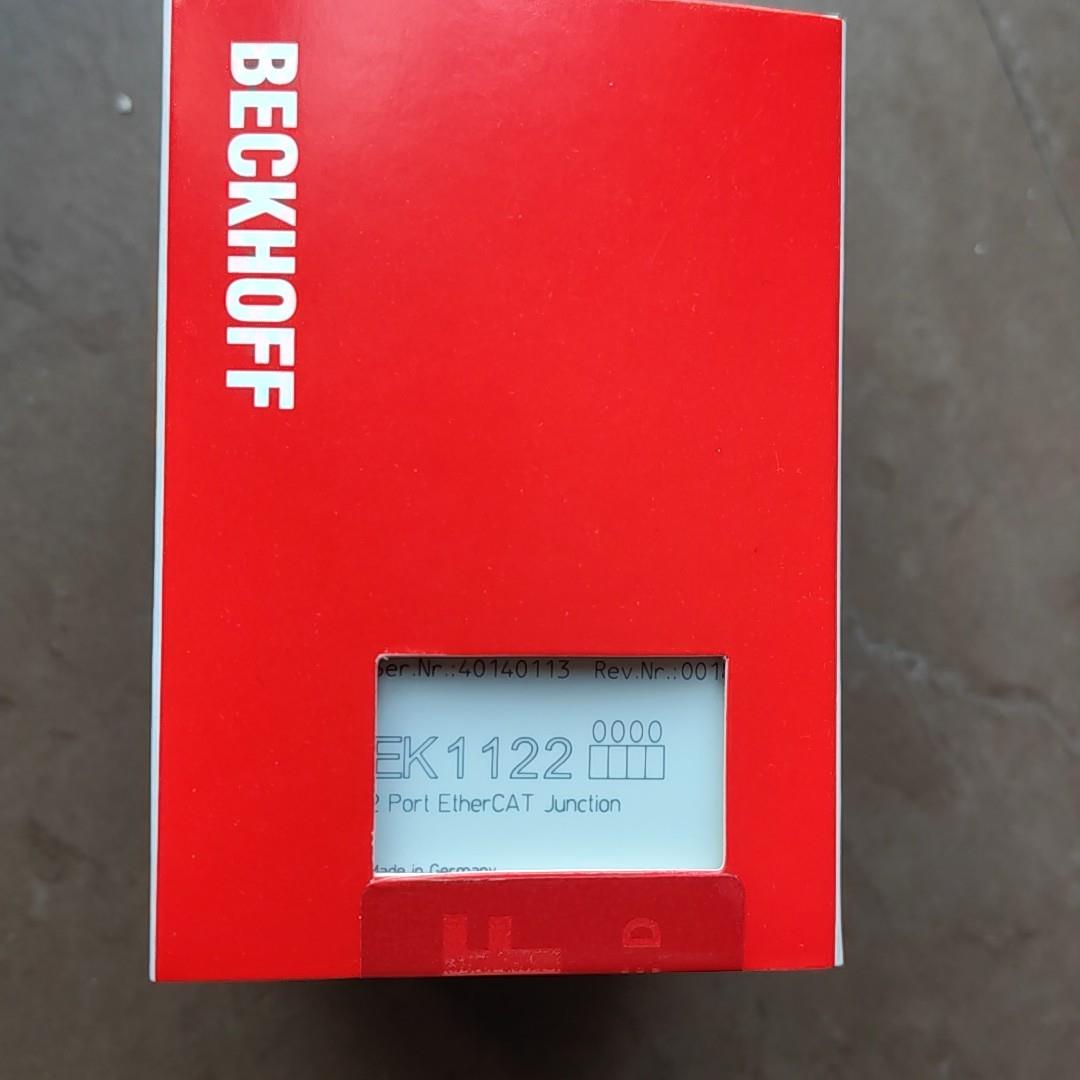 BECKHOFF
er.Nr.:40140113 Rev.Nr.:001
EK1122 0000
2 Port EtherCAT Junction
Made in Germany